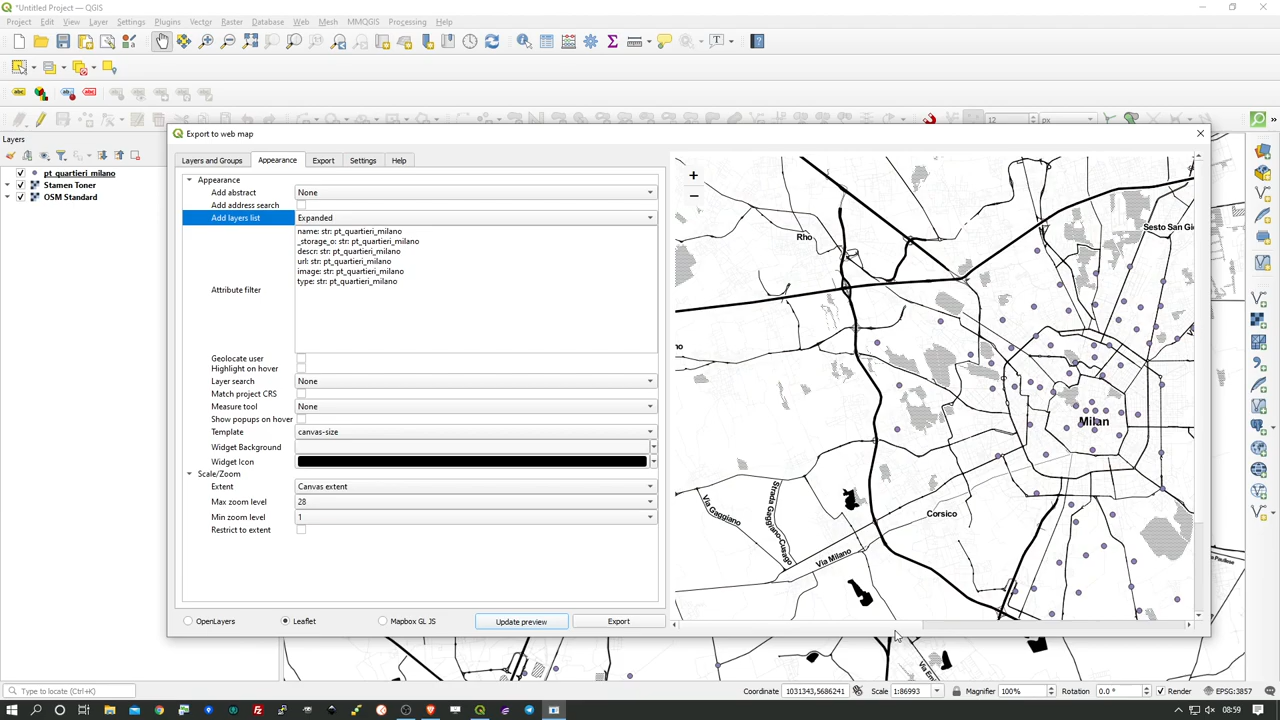 *Untitled Project — QGIS
Project Edit View Layer Settings Plugins Vector Raster Database Web Mesh MMQGIS Processing Help
12 px
Layers
pt_quartieri_milano
Stamen Toner
OSM Standard
Export to web map
Layers and Groups Appearance Export Settings Help
Appearance
Add abstract None
Add address search
Add layers list Expanded
name: str: pt_quartieri_milano
_storage_o: str: pt_quartieri_milano
descr: str: pt_quartieri_milano
url: str: pt_quartieri_milano
image: str: pt_quartieri_milano
type: str: pt_quartieri_milano
Attribute filter
Geolocate user
Highlight on hover
Layer search None
Match project CRS
Measure tool None
Show popups on hover
Template canvas-size
Widget Background
Widget Icon
Scale/Zoom
Extent Canvas extent
Max zoom level 28
Min zoom level 1
Restrict to extent
OpenLayers Leaflet Mapbox GL JS Update preview Export
+
−
Rho
Sesto San Gi
Milan
Corsico
Via Gaggiano
Strada Gaggiano-Cusago
Via Milano
Type to locate (Ctrl+K)
Coordinate 1031343,5686241 Scale 1:86993 Magnifier 100% Rotation 0.0 ° Render EPSG:3857
08:59